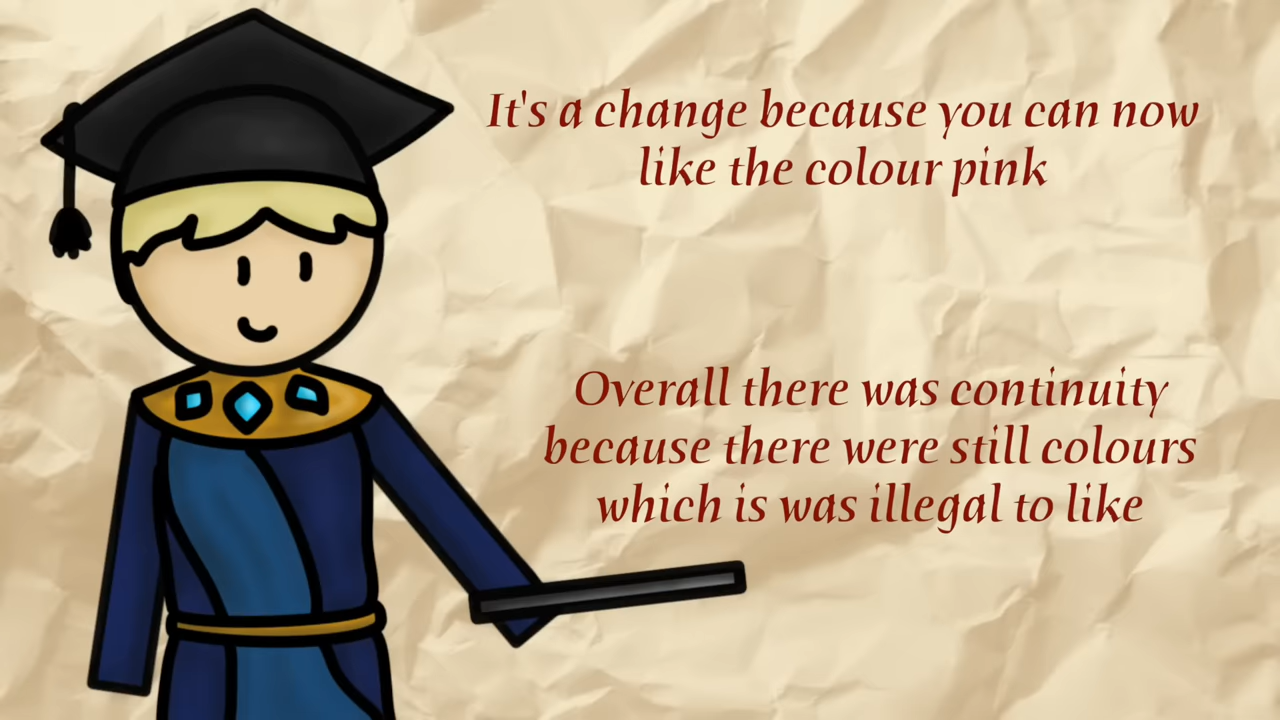 It's a change because you can now
like the colour pink
Overall there was continuity
because there were still colours
which is was illegal to like